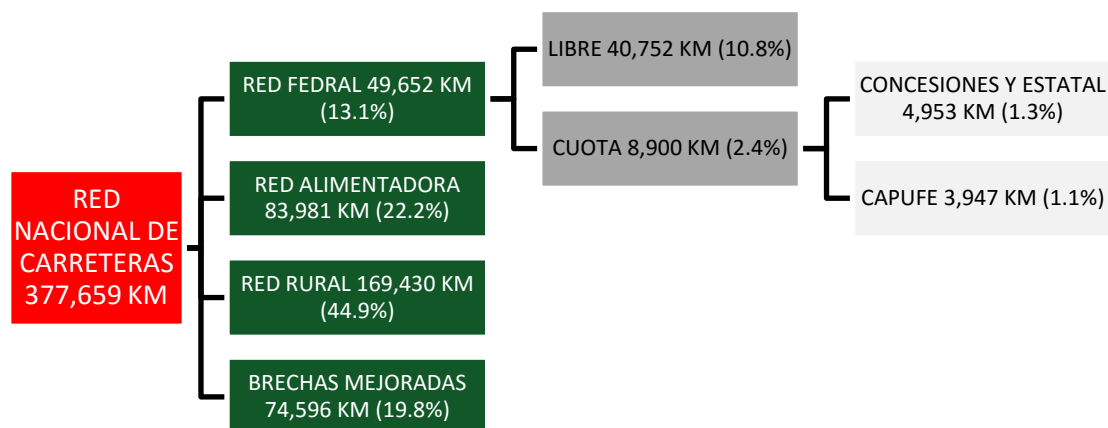 RED
NACIONAL DE
CARRETERAS
377,659 KM
RED FEDERAL 49,652 KM
(13.1%)
LIBRE 40,752 KM (10.8%)
CUOTA 8,900 KM (2.4%)
CONCESIONES Y ESTATAL
4,953 KM (1.3%)
CAPUFE 3,947 KM (1.1%)
RED ALIMENTADORA
83,981 KM (22.2%)
RED RURAL 169,430 KM
(44.9%)
BRECHAS MEJORADAS
74,596 KM (19.8%)